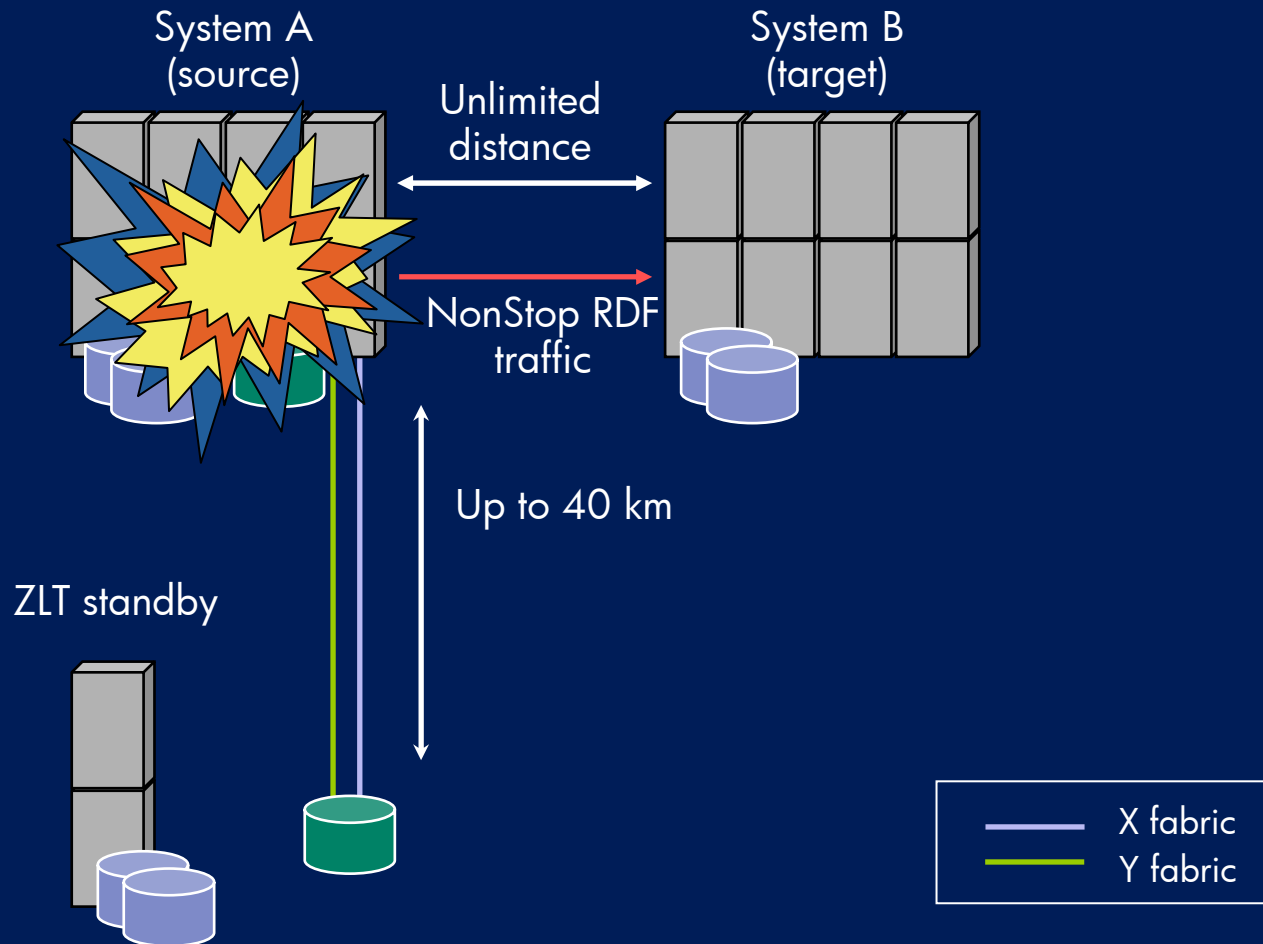 System A
(source)
System B
(target)
Unlimited
distance
NonStop RDF
traffic
Up to 40 km
ZLT standby
X fabric
Y fabric